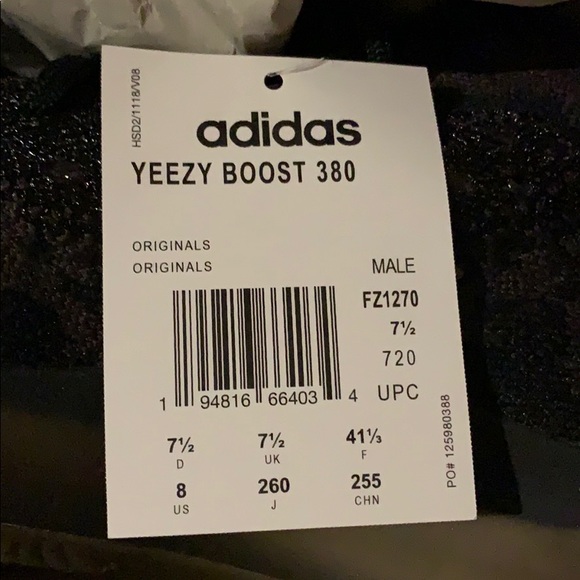 HSD2/1118/V08
adidas
YEEZY BOOST 380
ORIGINALS
ORIGINALS
MALE
FZ1270
7½
720
UPC
1 94816 66403 4
7½ 7½ 41⅓
D UK F
8 260 255
US J CHN
PO# 125980388